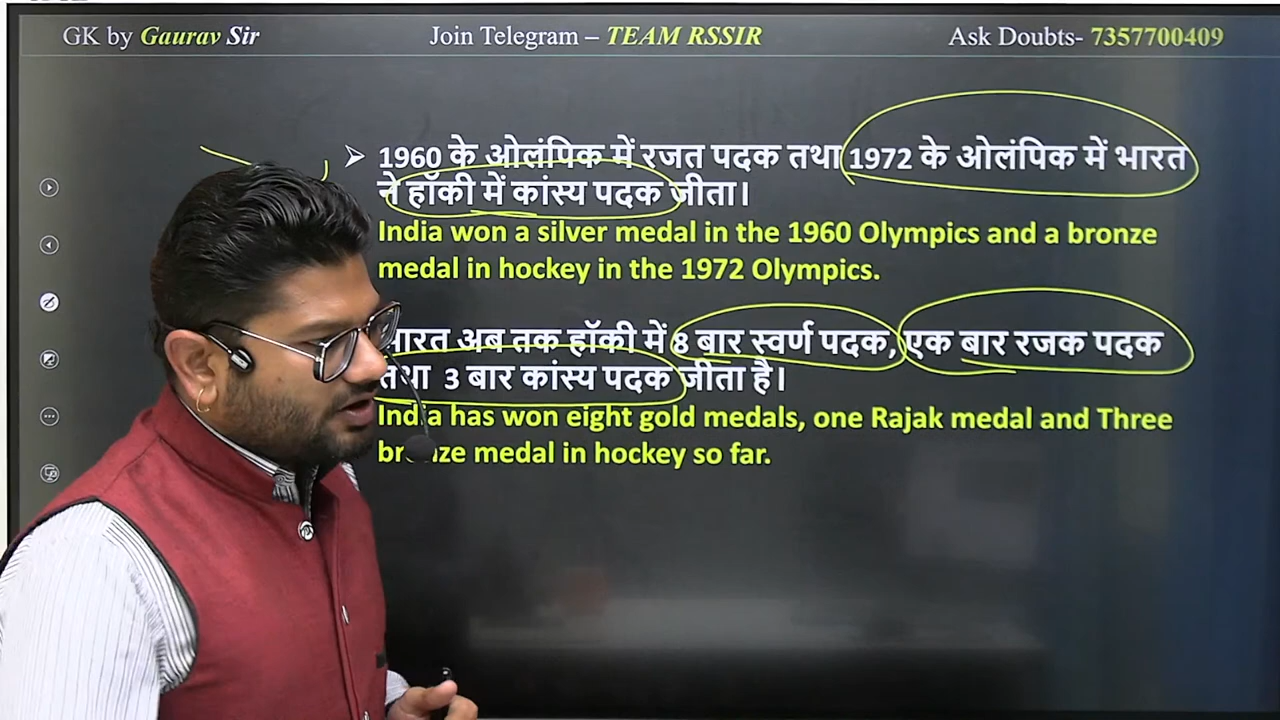 GK by Gaurav Sir
Join Telegram – TEAM RSSIR
Ask Doubts- 7357700409
➢ 1960 के ओलंपिक में रजत पदक तथा 1972 के ओलंपिक में भारत
ने हॉकी में कांस्य पदक जीता।
India won a silver medal in the 1960 Olympics and a bronze
medal in hockey in the 1972 Olympics.
अब तक हॉकी में 8 बार स्वर्ण पदक, एक बार रजक पदक
तथा 3 बार कांस्य पदक जीता है।
India has won eight gold medals, one Rajak medal and Three
medal in hockey so far.